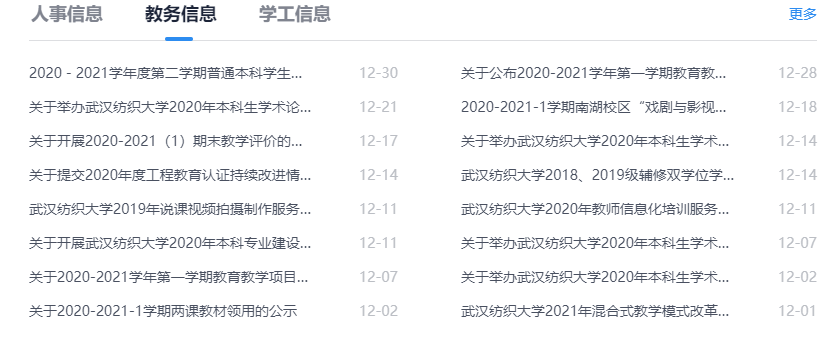 人事信息 教务信息 学工信息 更多
2020 - 2021学年度第二学期普通本科学生... 12-30
关于公布2020-2021学年第一学期教育教... 12-28
关于举办武汉纺织大学2020年本科生学术论... 12-21
2020-2021-1学期南湖校区“戏剧与影视... 12-18
关于开展2020-2021（1）期末教学评价的... 12-17
关于举办武汉纺织大学2020年本科生学术... 12-14
关于提交2020年度工程教育认证持续改进情... 12-14
武汉纺织大学2018、2019级辅修双学位学... 12-14
武汉纺织大学2019年说课视频拍摄制作服务... 12-11
武汉纺织大学2020年教师信息化培训服务... 12-11
关于开展武汉纺织大学2020年本科专业建设... 12-11
关于举办武汉纺织大学2020年本科生学术... 12-07
关于2020-2021学年第一学期教育教学项目... 12-07
关于举办武汉纺织大学2020年本科生学术... 12-02
关于2020-2021-1学期两课教材领用的公示 12-02
武汉纺织大学2021年混合式教学模式改革... 12-01